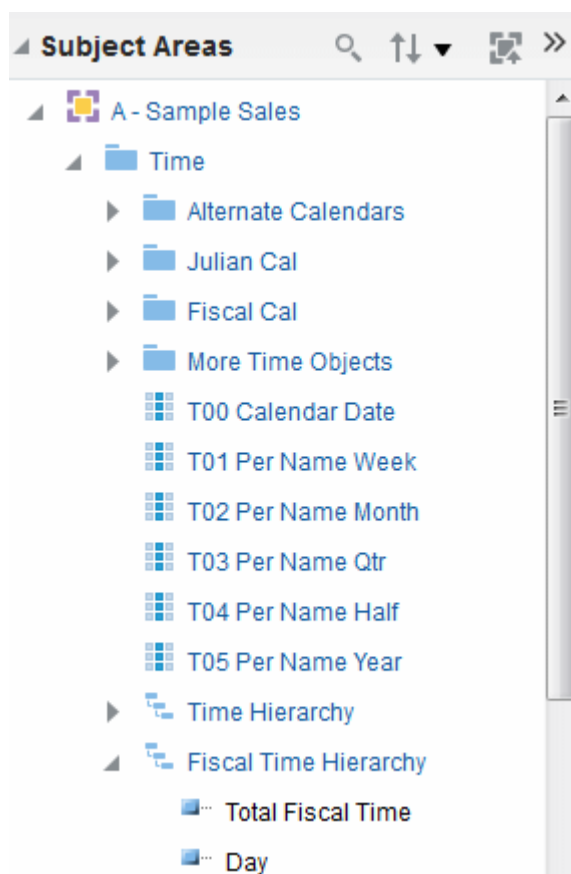 Subject Areas
A - Sample Sales
Time
Alternate Calendars
Julian Cal
Fiscal Cal
More Time Objects
T00 Calendar Date
T01 Per Name Week
T02 Per Name Month
T03 Per Name Qtr
T04 Per Name Half
T05 Per Name Year
Time Hierarchy
Fiscal Time Hierarchy
Total Fiscal Time
Day